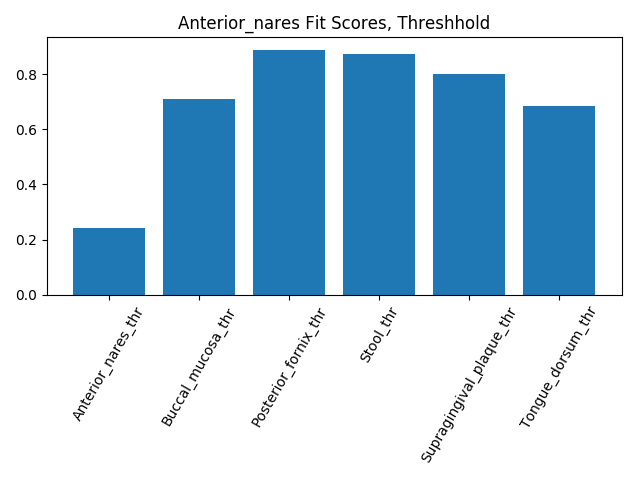 Anterior_nares Fit Scores, Threshhold
0.8
0.6
0.4
0.2
0.0
Anterior_nares_thr
Buccal_mucosa_thr
Posterior_fornix_thr
Stool_thr
Supragingival_plaque_thr
Tongue_dorsum_thr